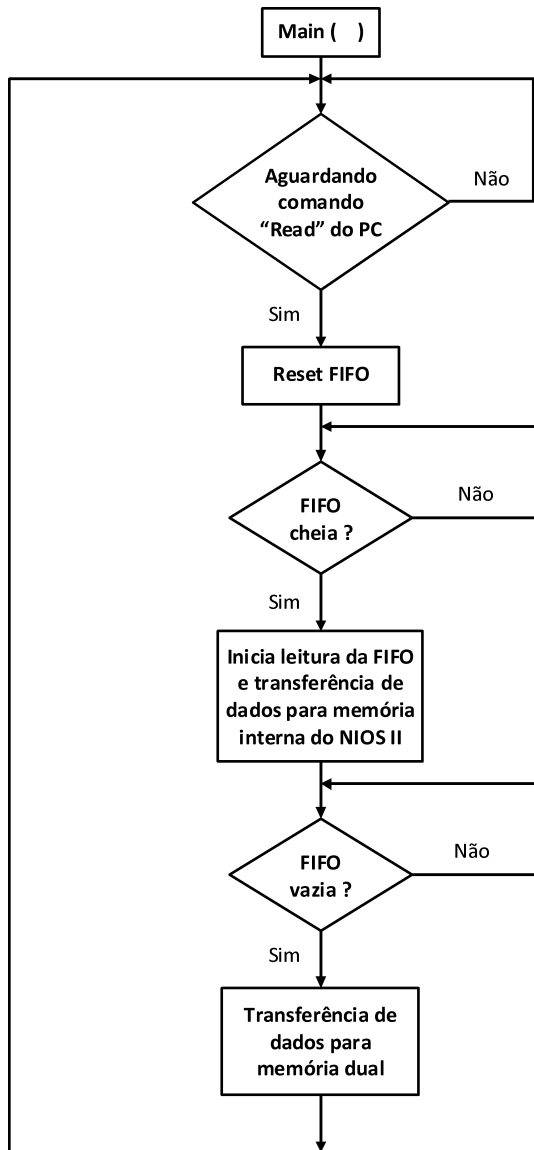 Main ( )
Aguardando
comando
“Read” do PC
Não
Sim
Reset FIFO
FIFO
cheia ?
Não
Sim
Inicia leitura da FIFO
e transferência de
dados para memória
interna do NIOS II
FIFO
vazia ?
Não
Sim
Transferência de
dados para
memória dual